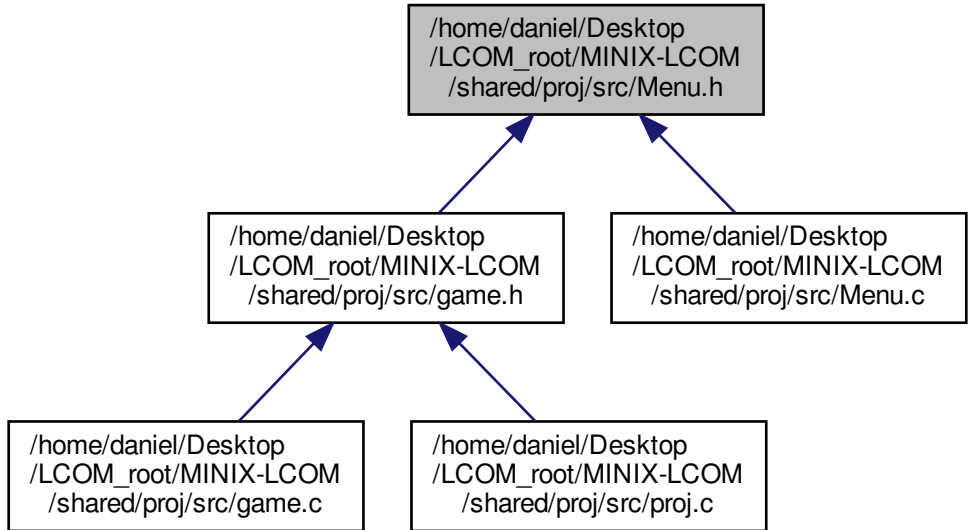 /home/daniel/Desktop
/LCOM_root/MINIX-LCOM
/shared/proj/src/Menu.h
/home/daniel/Desktop
/LCOM_root/MINIX-LCOM
/shared/proj/src/game.h
/home/daniel/Desktop
/LCOM_root/MINIX-LCOM
/shared/proj/src/Menu.c
/home/daniel/Desktop
/LCOM_root/MINIX-LCOM
/shared/proj/src/game.c
/home/daniel/Desktop
/LCOM_root/MINIX-LCOM
/shared/proj/src/proj.c